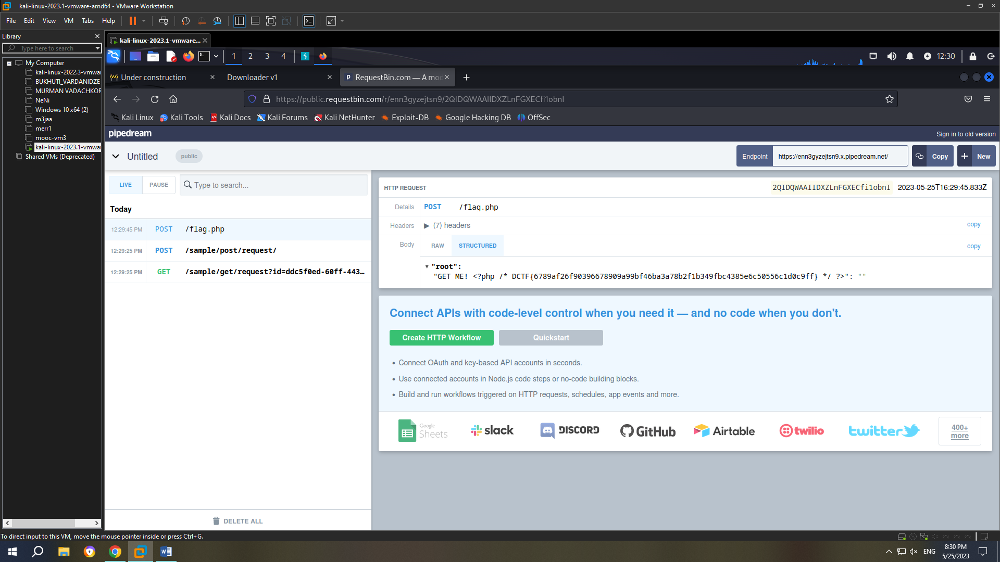 kali-linux-2023.1-vmware-amd64 - VMware Workstation
File Edit View VM Tabs Help
Library
Type here to search
My Computer
kali-linux-2022.3-vmwar
BUKHUTI_VARDANIDZE
MURMAN VADACHKOR
NeNi
Windows 10 x64 (2)
m3jaa
merr1
mooc-vm3
kali-linux-2023.1-vmwar
Shared VMs (Deprecated)
kali-linux-2023.1-vmware...
1 2 3 4
12:30
Under construction
Downloader v1
RequestBin.com — A mod
https://public.requestbin.com/r/enn3gyzejtsn9/2QIDQWAAIIDXZLnFGXECfi1obnI
Kali Linux Kali Tools Kali Docs Kali Forums Kali NetHunter Exploit-DB Google Hacking DB OffSec
pipedream
Sign in to old version
Untitled
public
Endpoint
https://enn3gyzejtsn9.x.pipedream.net/
Copy
New
LIVE
PAUSE
Type to search...
Today
12:29:45 PM POST /flag.php
12:29:25 PM POST /sample/post/request/
12:29:25 PM GET /sample/get/request?id=ddc5f0ed-60ff-443…
DELETE ALL
HTTP REQUEST
2QIDQWAAIIDXZLnFGXECfi1obnI
2023-05-25T16:29:45.833Z
Details POST /flag.php
Headers (7) headers copy
Body RAW STRUCTURED copy
"root":
"GET ME! <?php /* DCTF{6789af26f90396678909a99bf46ba3a78b2f1b349fbc4385e6c50556c1d0c9ff} */ ?>": ""
Connect APIs with code-level control when you need it — and no code when you don't.
Create HTTP Workflow
Quickstart
• Connect OAuth and key-based API accounts in seconds.
• Use connected accounts in Node.js code steps or no-code building blocks.
• Build and run workflows triggered on HTTP requests, schedules, app events and more.
Google Sheets
slack
DISCORD
GitHub
Airtable
twilio
twitter
400+ more
To direct input to this VM, move the mouse pointer inside or press Ctrl+G.
ENG
8:30 PM
5/25/2023